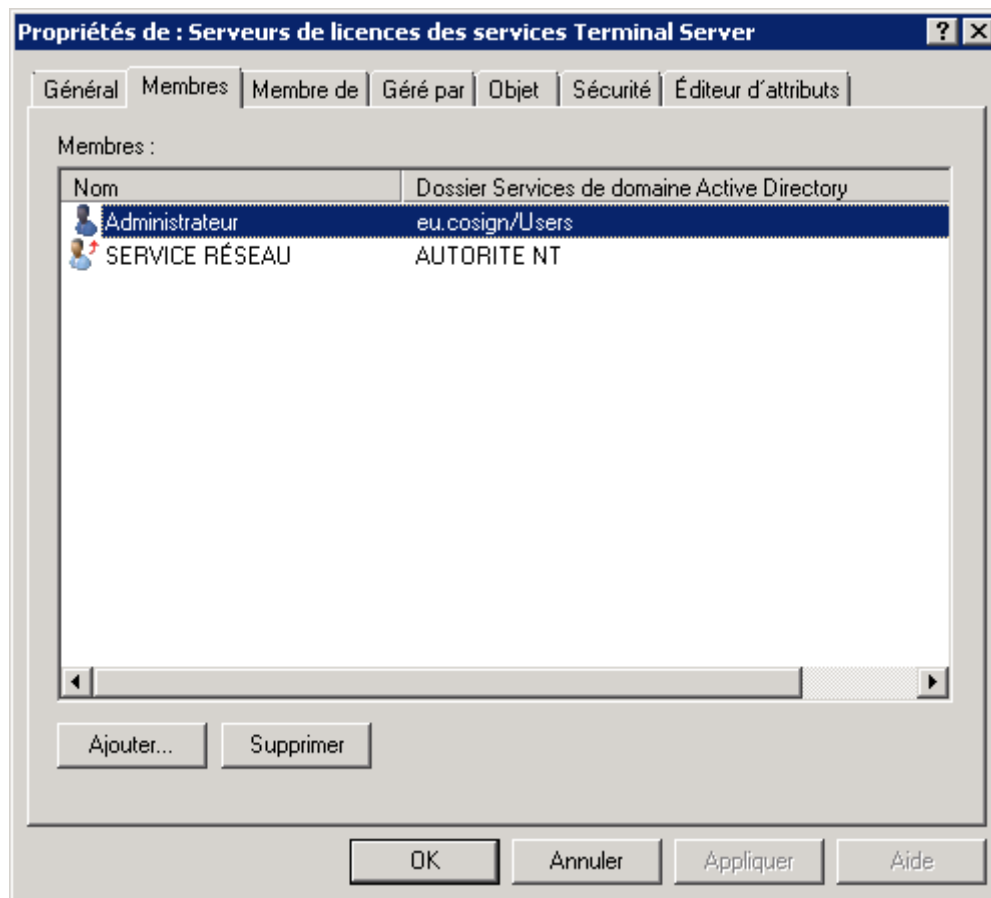 Propriétés de : Serveurs de licences des services Terminal Server
Général Membres Membre de Géré par Objet Sécurité Éditeur d'attributs
Membres :
Nom Dossier Services de domaine Active Directory
Administrateur eu.cosign/Users
SERVICE RÉSEAU AUTORITE NT
Ajouter... Supprimer
OK Annuler Appliquer Aide